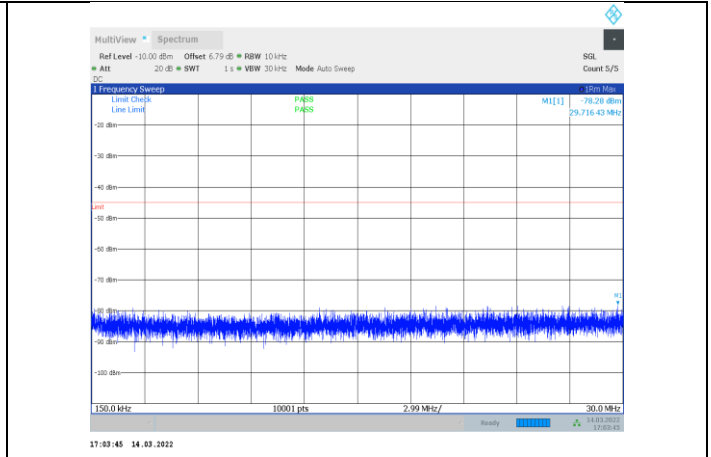 MultiView Spectrum
Ref Level -10.00 dBm Offset 6.79 dB RBW 10 kHz SGL
Att 20 dB SWT 1 s VBW 30 kHz Mode Auto Sweep Count 5/5
DC
1 Frequency Sweep 1Rm Max
Limit Check PASS M1[1] -78.28 dBm
Line Limit PASS 29.716 43 MHz
-20 dBm
-30 dBm
-40 dBm
Limit
-50 dBm
-60 dBm
-70 dBm
M1
-80 dBm
-90 dBm
-100 dBm
150.0 kHz 10001 pts 2.99 MHz/ 30.0 MHz
Ready 14.03.2022
17:03:45
17:03:45 14.03.2022